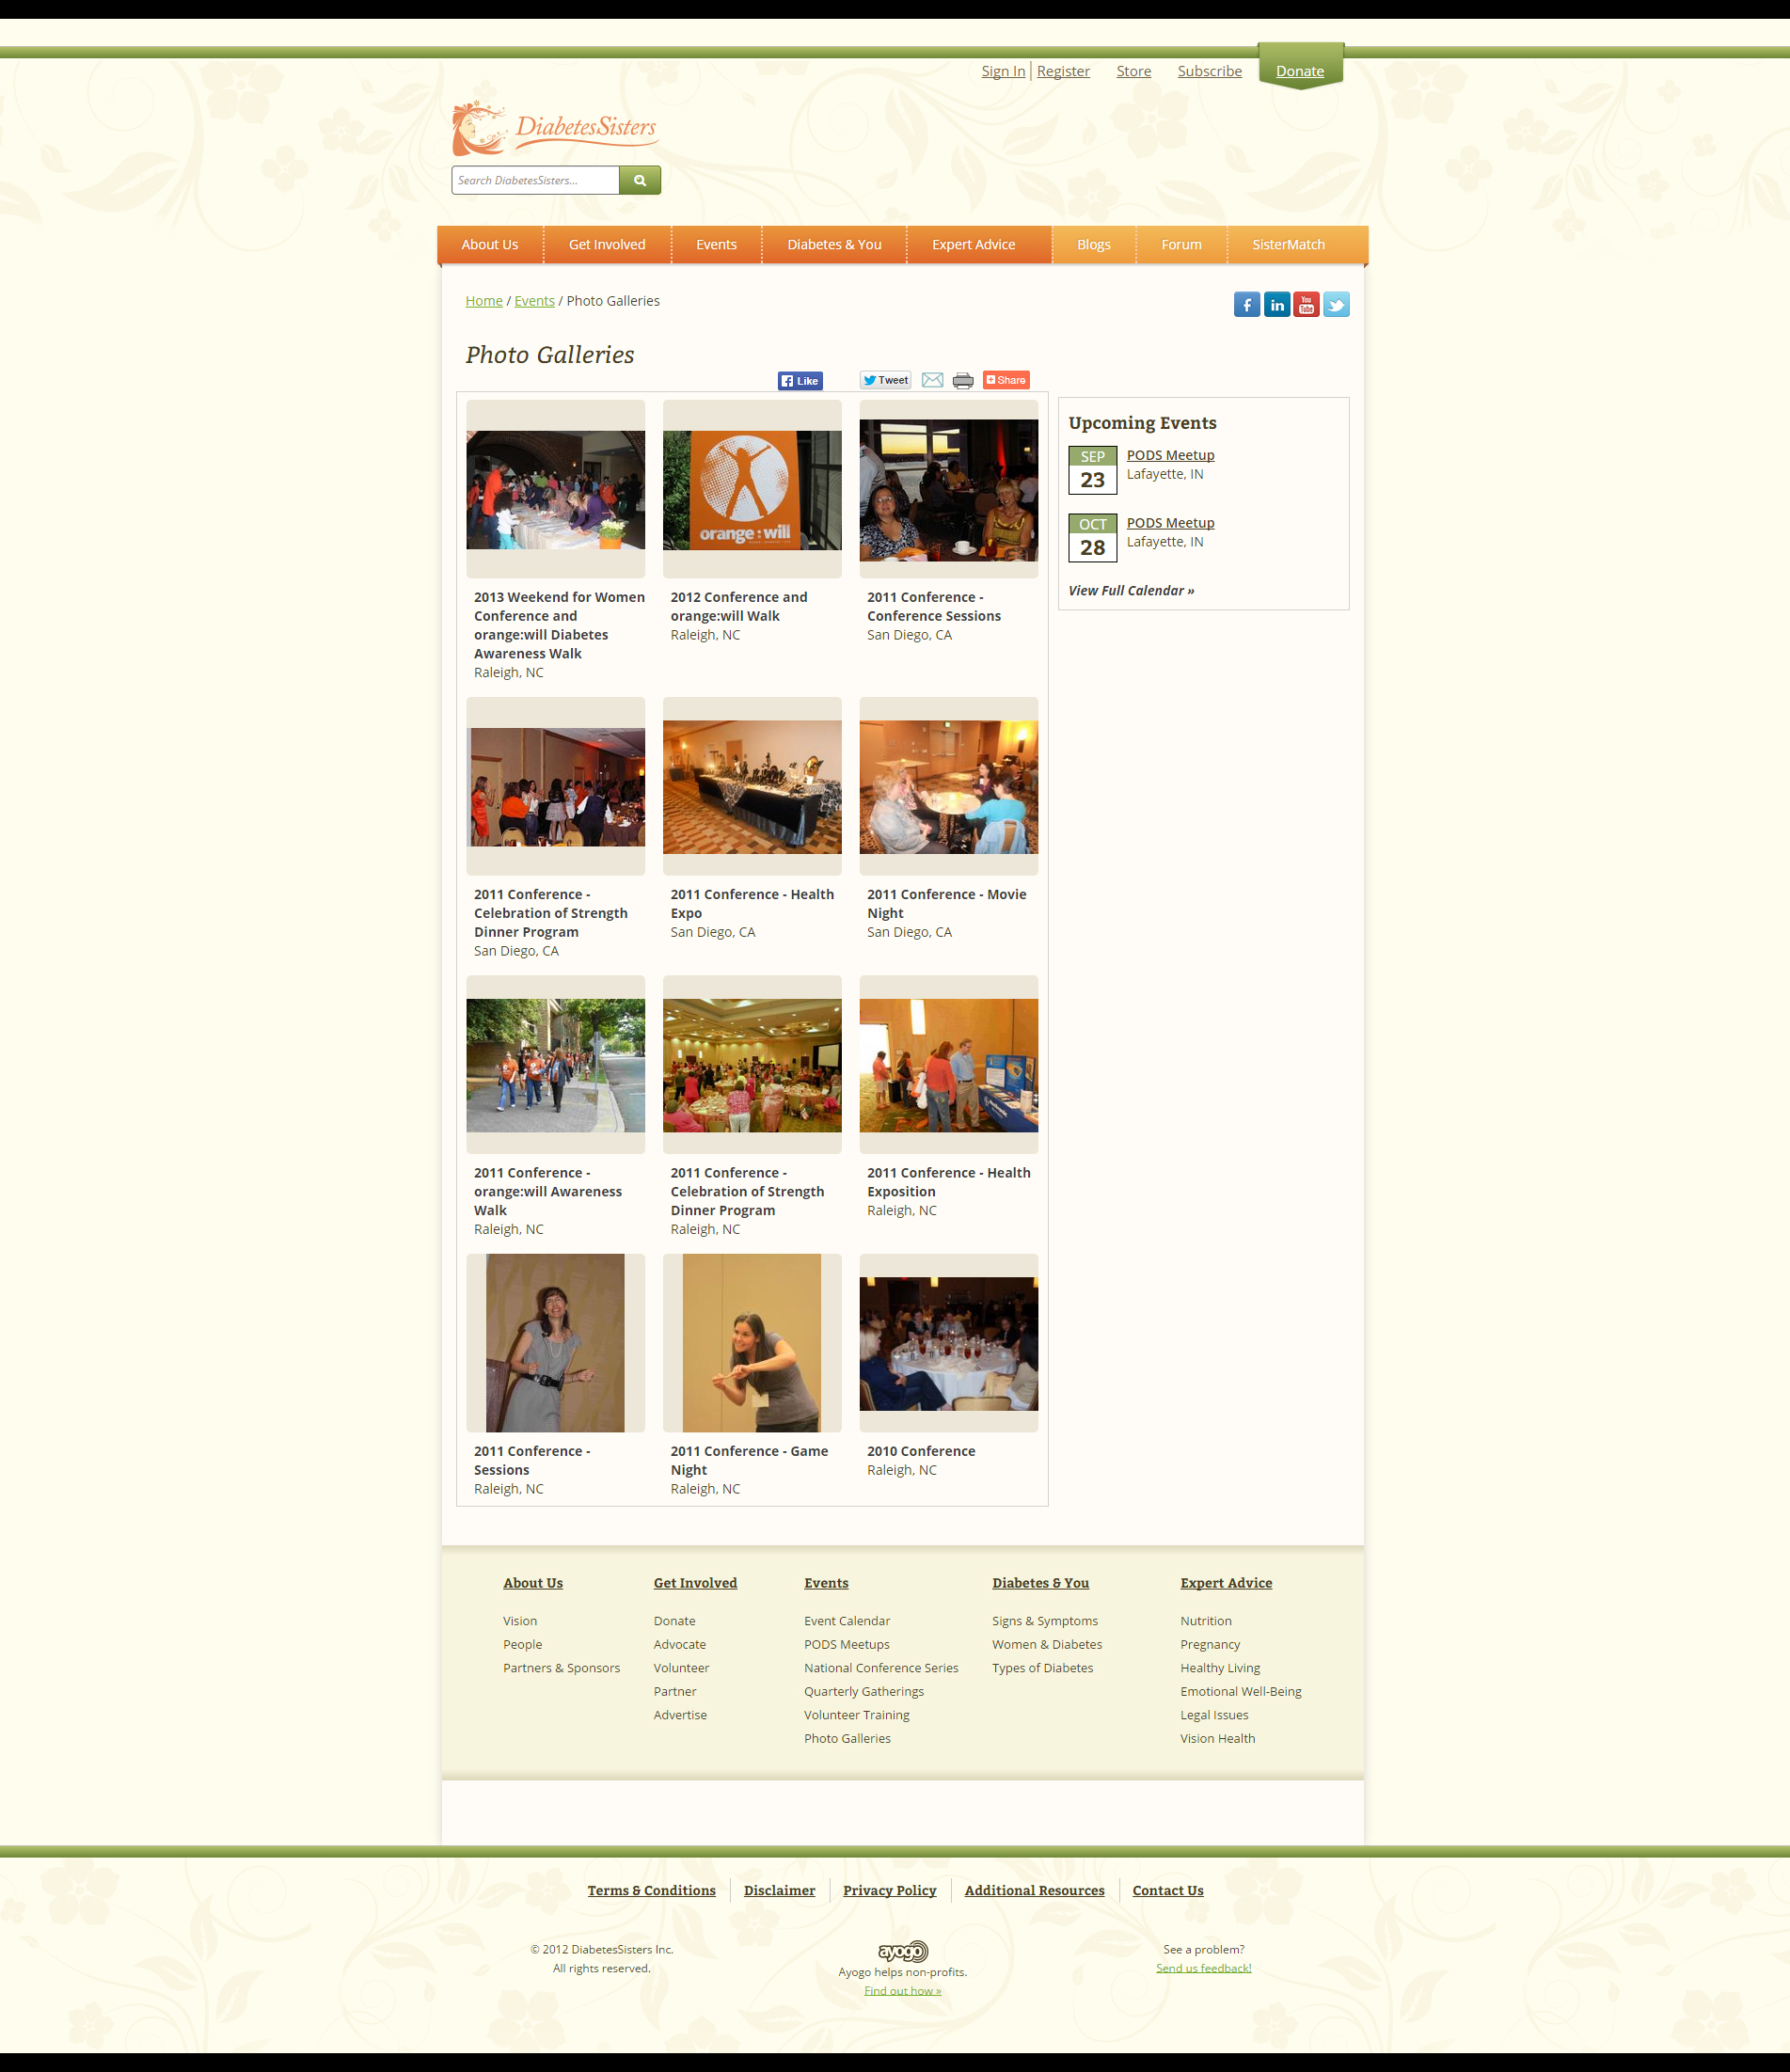 Sign In
Register
Store
Subscribe
Donate
DiabetesSisters
Search DiabetesSisters...
About Us
Get Involved
Events
Diabetes & You
Expert Advice
Blogs
Forum
SisterMatch
Home / Events / Photo Galleries
You
Tube
Photo Galleries
Like
Tweet
Share
orange:will
2013 Weekend for Women
Conference and
orange:will Diabetes
Awareness Walk
Raleigh, NC
2012 Conference and
orange:will Walk
Raleigh, NC
2011 Conference -
Conference Sessions
San Diego, CA
Upcoming Events
SEP
23
PODS Meetup
Lafayette, IN
OCT
28
PODS Meetup
Lafayette, IN
View Full Calendar »
2011 Conference -
Celebration of Strength
Dinner Program
San Diego, CA
2011 Conference - Health
Expo
San Diego, CA
2011 Conference - Movie
Night
San Diego, CA
2011 Conference -
orange:will Awareness
Walk
Raleigh, NC
2011 Conference -
Celebration of Strength
Dinner Program
Raleigh, NC
2011 Conference - Health
Exposition
Raleigh, NC
2011 Conference -
Sessions
Raleigh, NC
2011 Conference - Game
Night
Raleigh, NC
2010 Conference
Raleigh, NC
About Us
Vision
People
Partners & Sponsors
Get Involved
Donate
Advocate
Volunteer
Partner
Advertise
Events
Event Calendar
PODS Meetups
National Conference Series
Quarterly Gatherings
Volunteer Training
Photo Galleries
Diabetes & You
Signs & Symptoms
Women & Diabetes
Types of Diabetes
Expert Advice
Nutrition
Pregnancy
Healthy Living
Emotional Well-Being
Legal Issues
Vision Health
Terms & Conditions
Disclaimer
Privacy Policy
Additional Resources
Contact Us
© 2012 DiabetesSisters Inc.
All rights reserved.
ayogo
Ayogo helps non-profits.
Find out how »
See a problem?
Send us feedback!